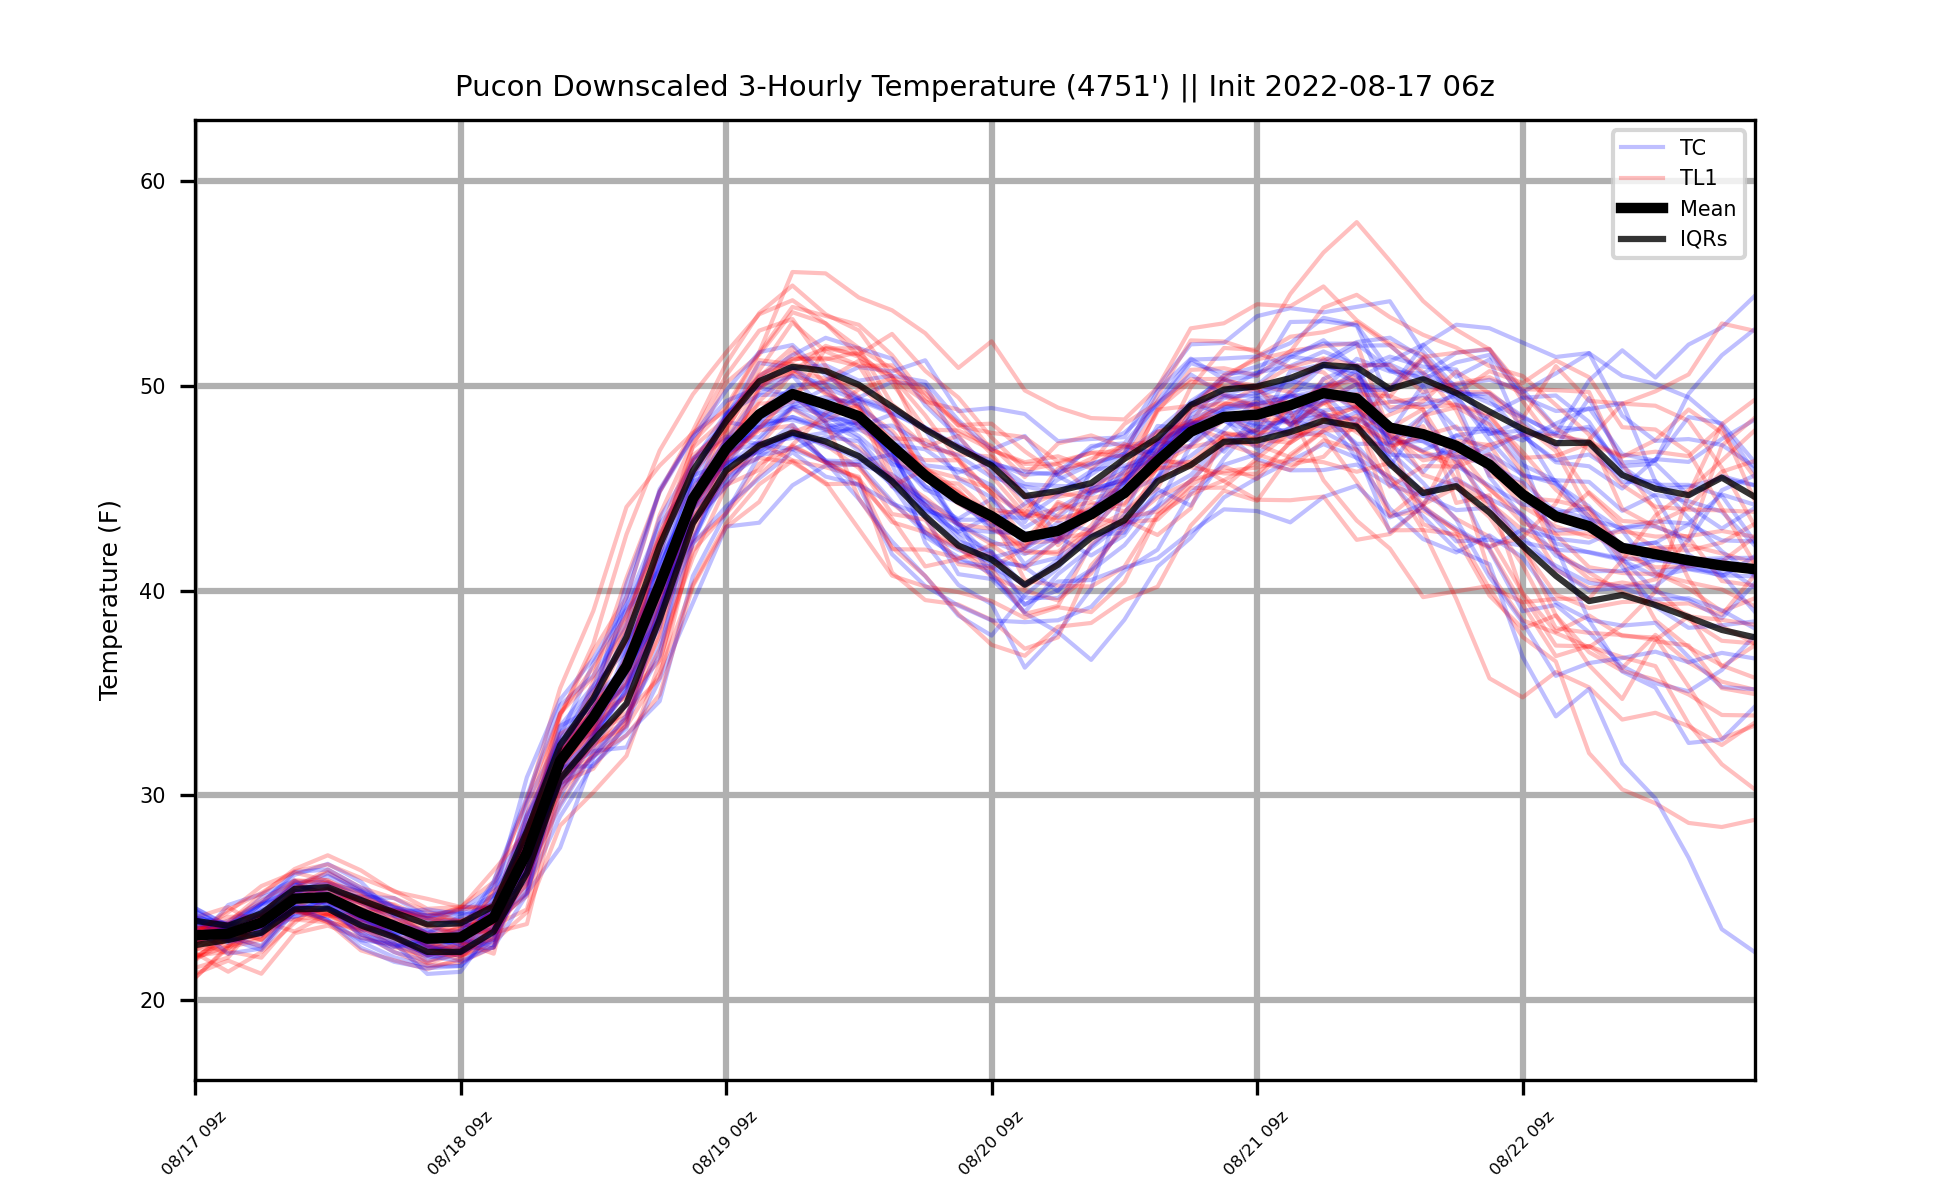 Pucon Downscaled 3-Hourly Temperature (4751') || Init 2022-08-17 06z
TC
TL1
Mean
IQRs
Temperature (F)
60
50
40
30
20
08/17 09z
08/18 09z
08/19 09z
08/20 09z
08/21 09z
08/22 09z